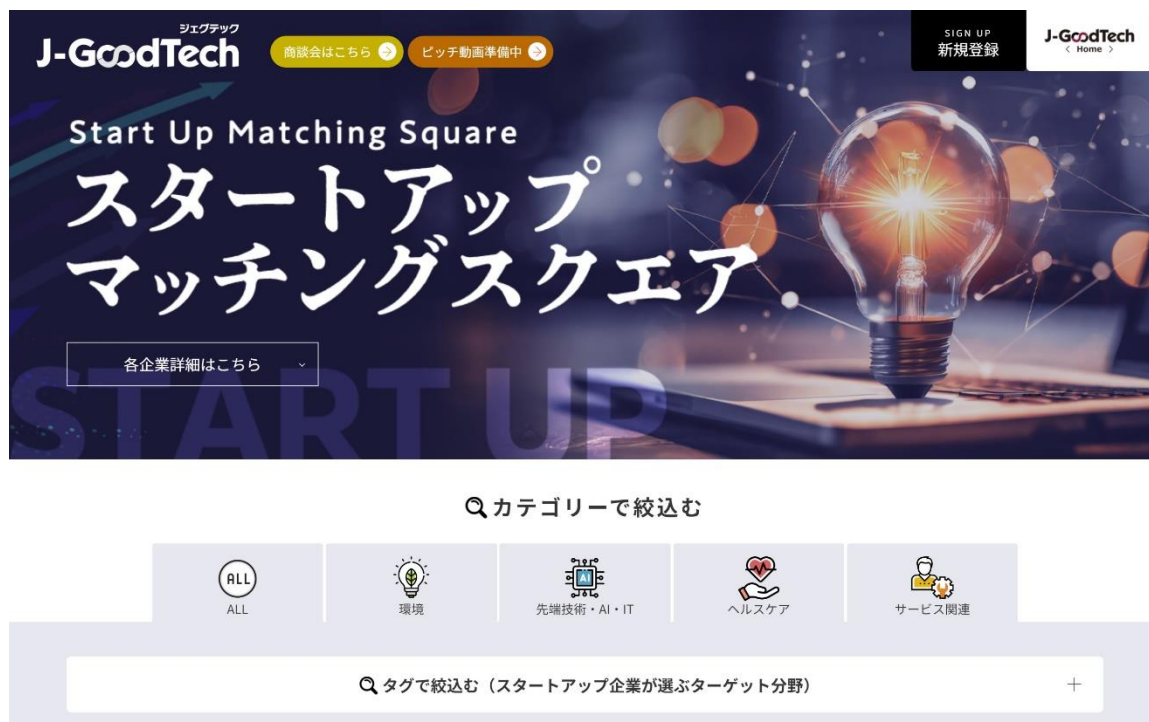 ジェグテック
J-GoodTech
商談会はこちら
ピッチ動画準備中
SIGN UP
新規登録
J-GoodTech
〈 Home 〉
Start Up Matching Square
スタートアップ
マッチングスクエア
各企業詳細はこちら
START UP
カテゴリーで絞込む
ALL
ALL
環境
AI
先端技術・AI・IT
ヘルスケア
サービス関連
タグで絞込む（スタートアップ企業が選ぶターゲット分野） +